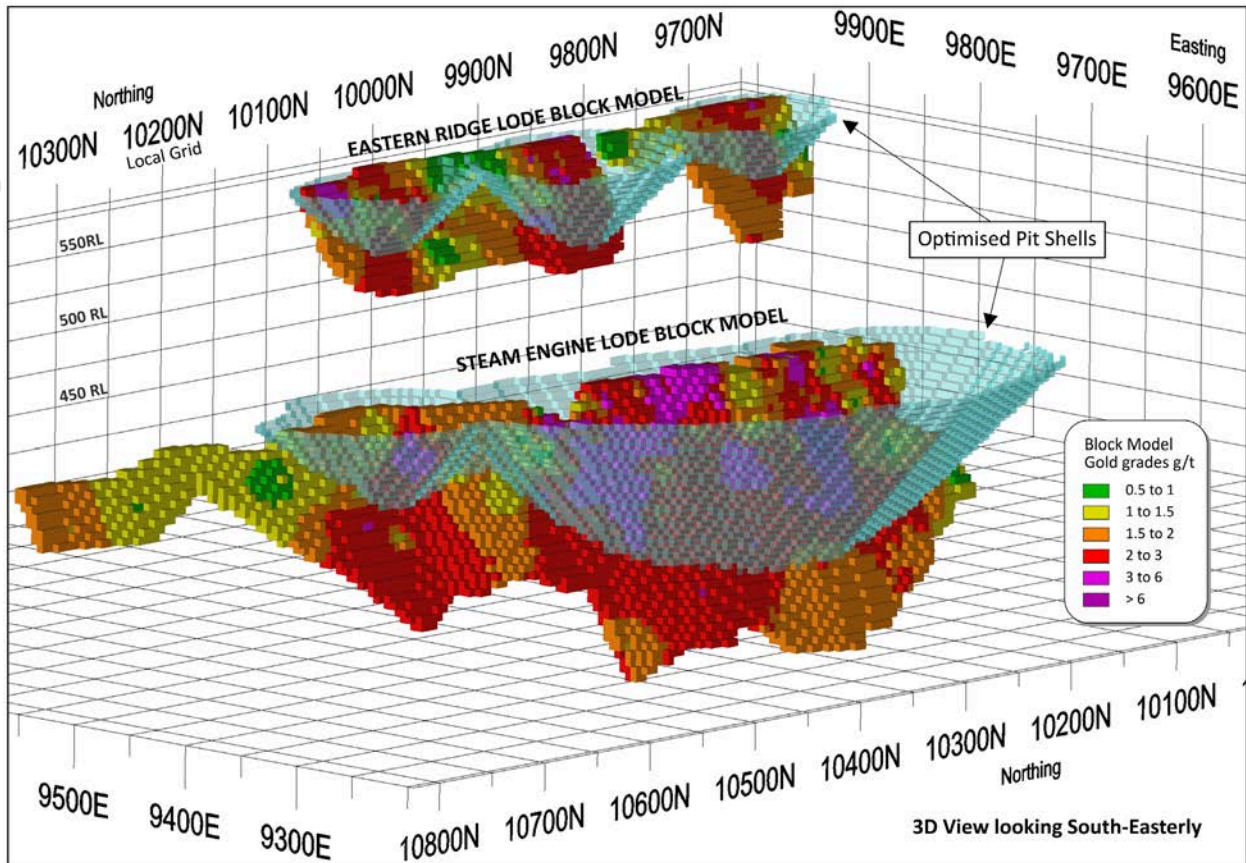 Northing
Local Grid
10300N
10200N
10100N
10000N
9900N
9800N
9700N
9900E
9800E
9700E
9600E
Easting
EASTERN RIDGE LODE BLOCK MODEL
550RL
500 RL
450 RL
Optimised Pit Shells
STEAM ENGINE LODE BLOCK MODEL
Block Model
Gold grades g/t
0.5 to 1
1 to 1.5
1.5 to 2
2 to 3
3 to 6
> 6
9500E
9400E
9300E
10800N
10700N
10600N
10500N
10400N
10300N
10200N
10100N
Northing
3D View looking South-Easterly